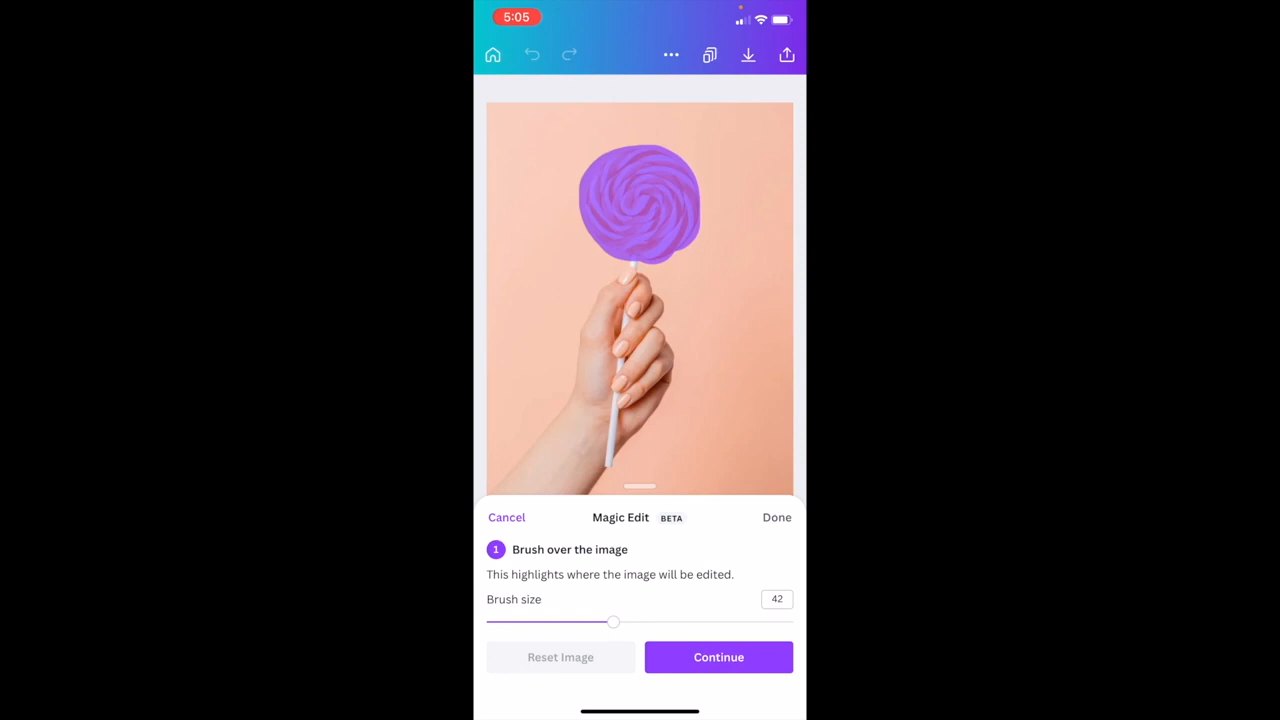 5:05
Cancel
Magic Edit BETA
Done
1 Brush over the image
This highlights where the image will be edited.
Brush size
42
Reset Image
Continue